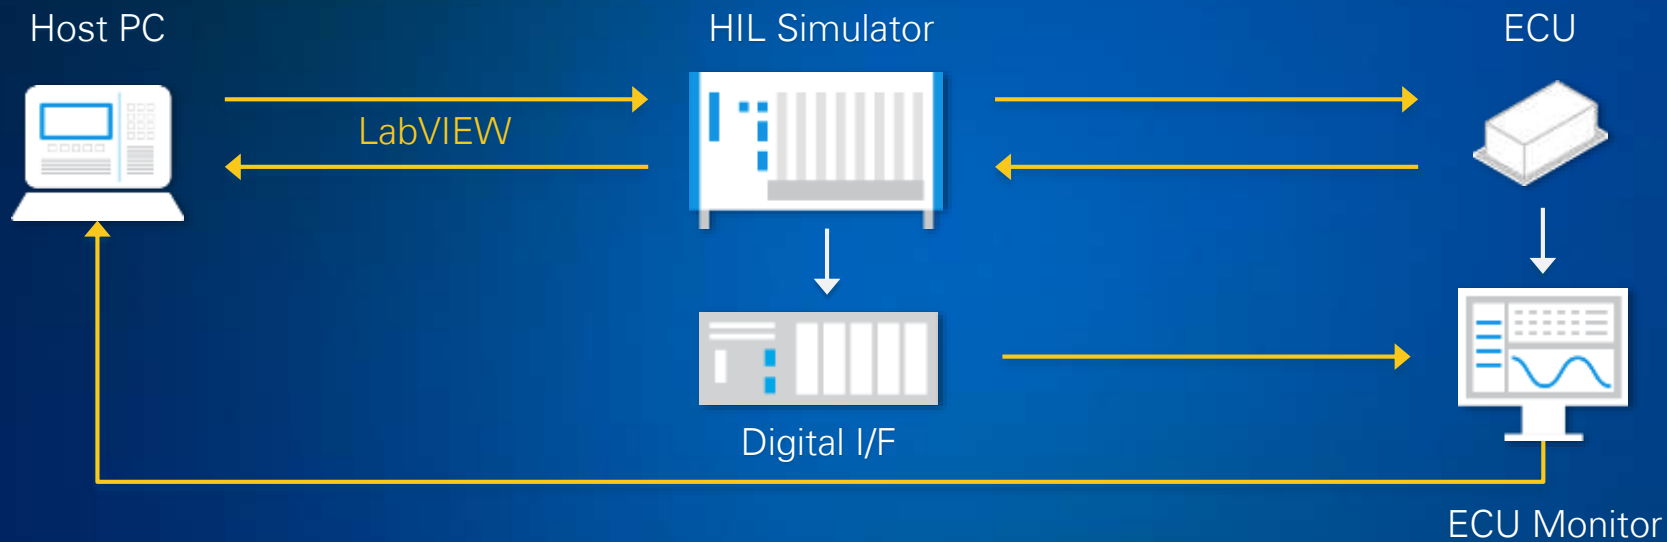 Host PC
HIL Simulator
ECU
LabVIEW
Digital I/F
ECU Monitor